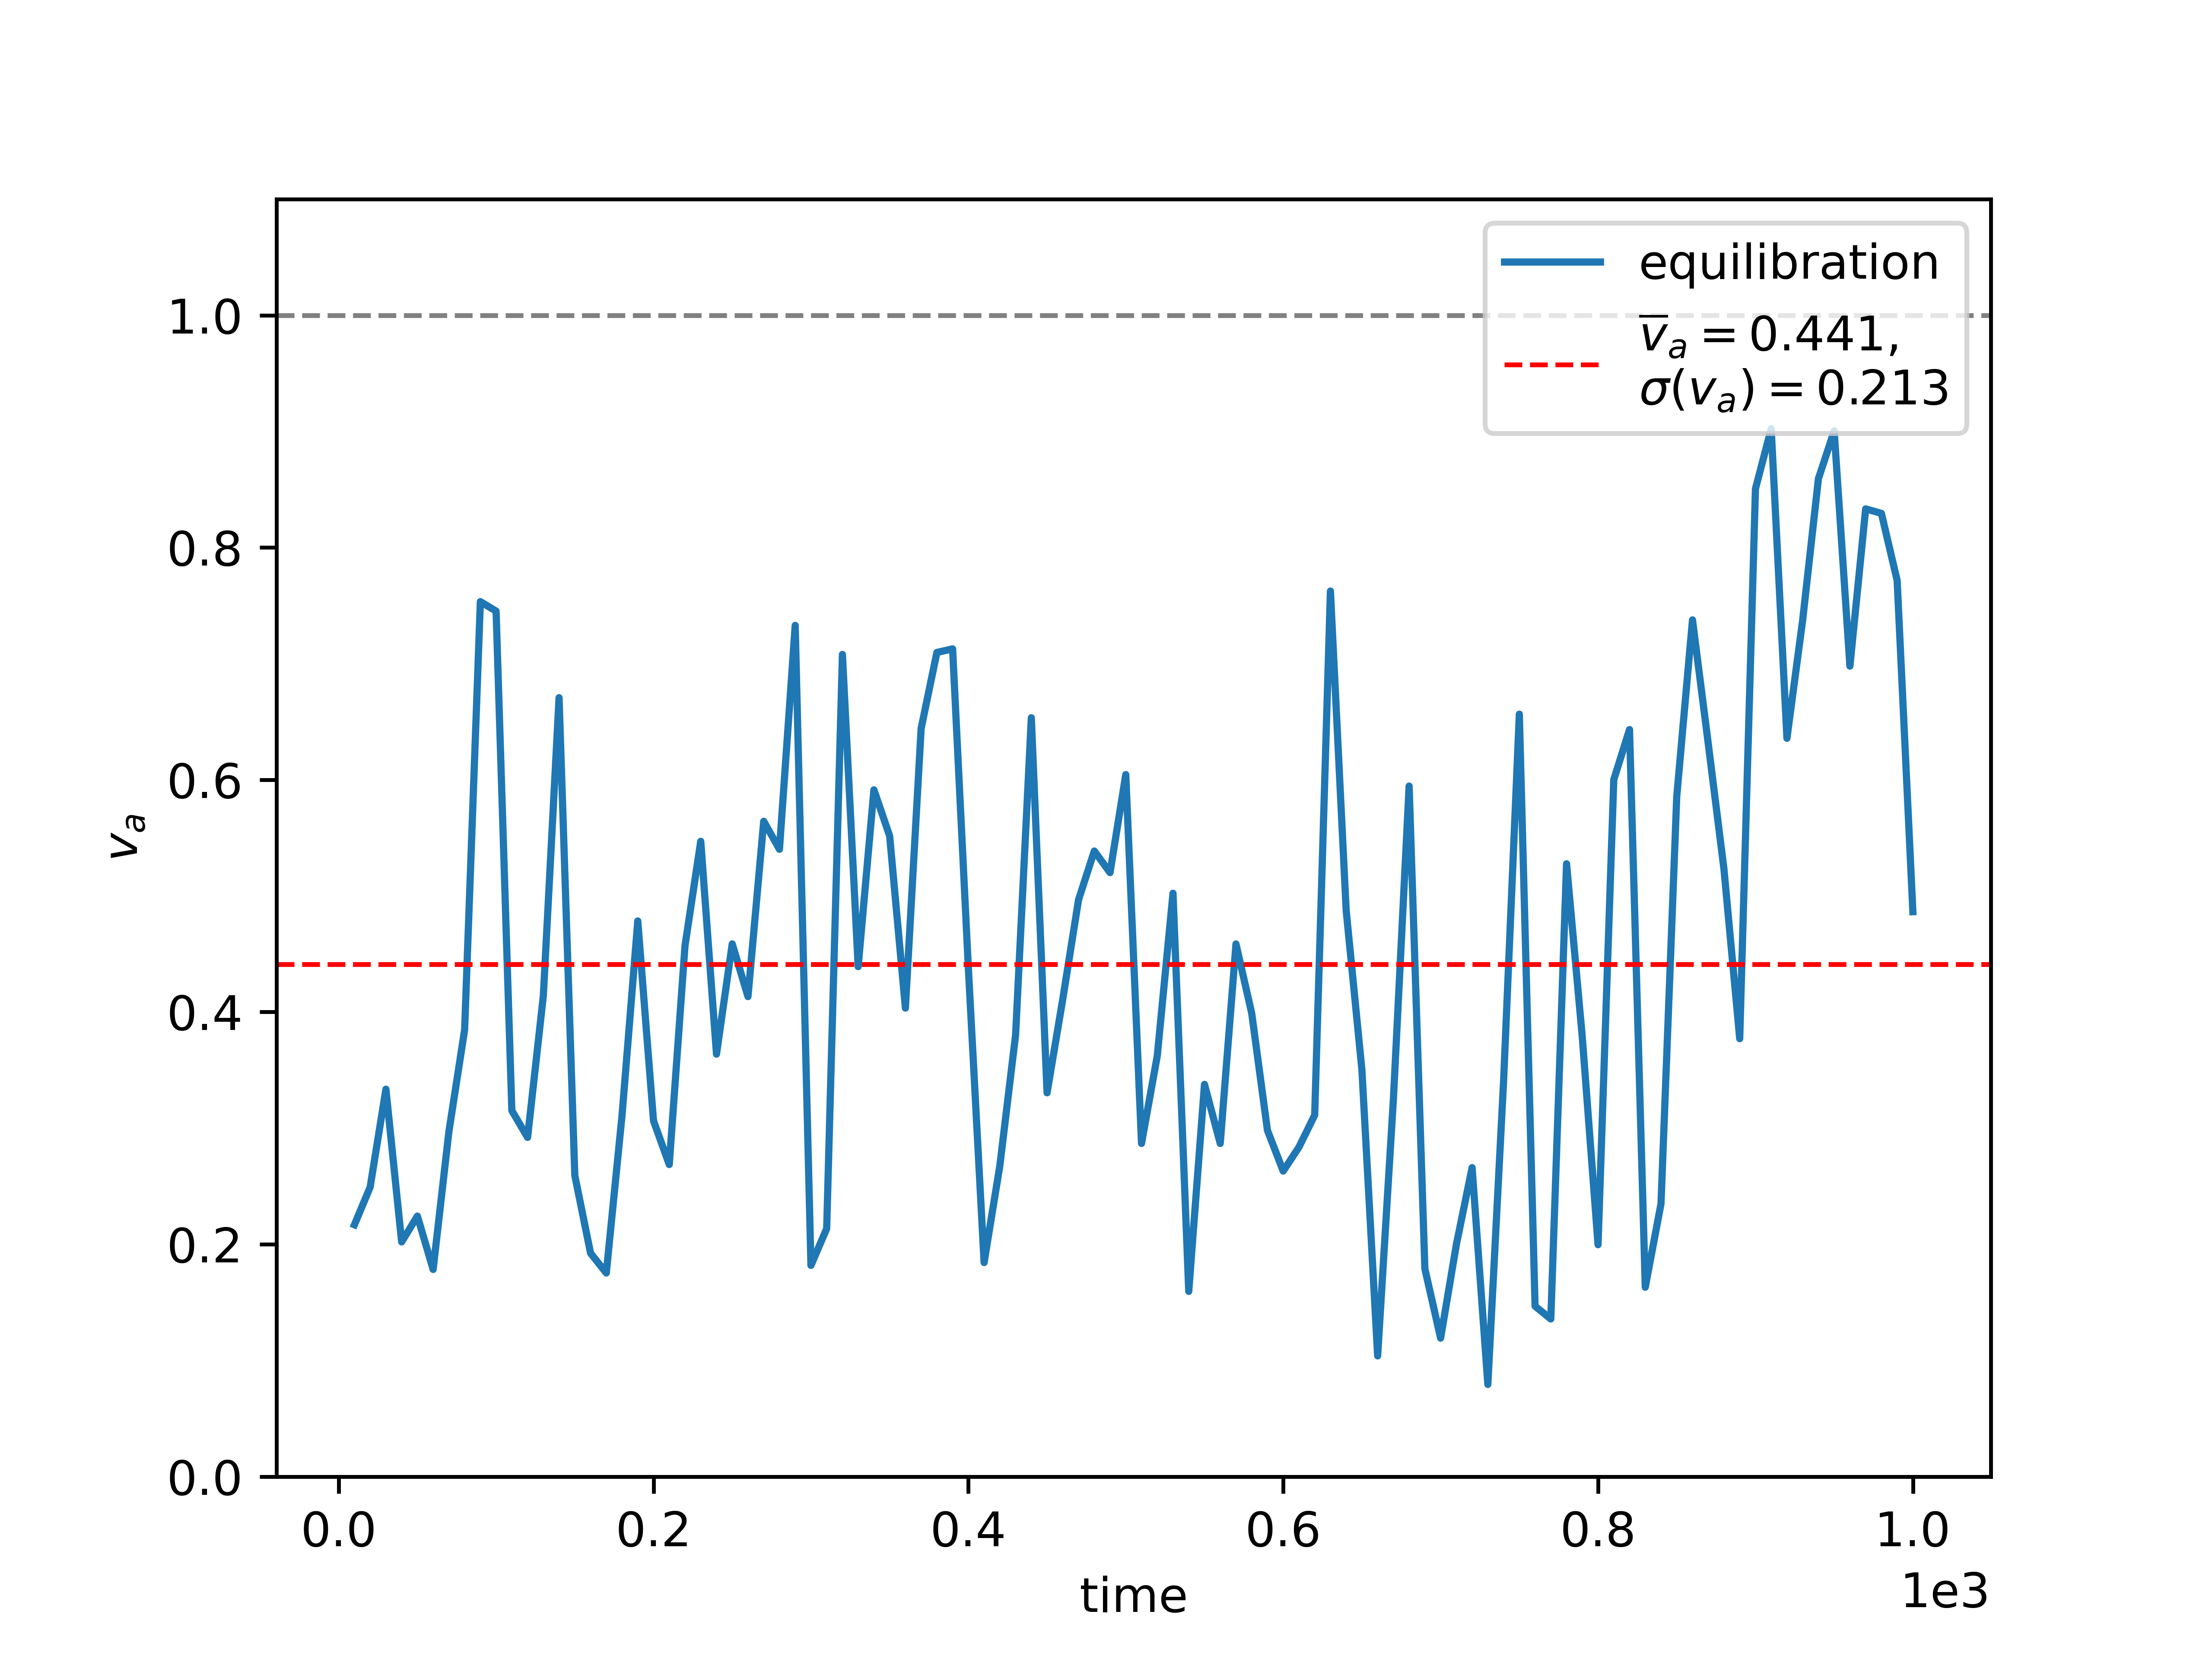 equilibration
v̅ₐ = 0.441,
σ(vₐ) = 0.213
1.0
0.8
0.6
0.4
0.2
0.0
vₐ
0.0 0.2 0.4 0.6 0.8 1.0
time
1e3